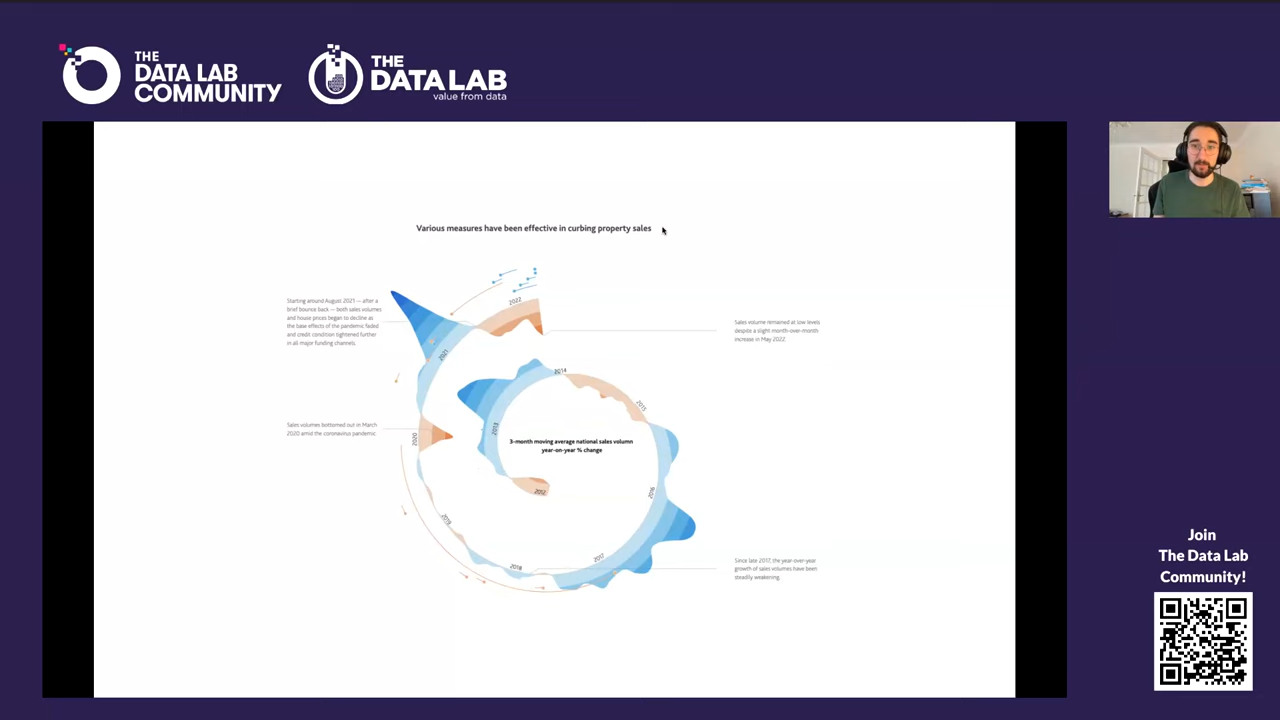 THE
DATA LAB
COMMUNITY
THE
DATA LAB
value from data
Various measures have been effective in curbing property sales
Starting around August 2021 — after a
brief bounce back — both sales volumes
and house prices began to decline as
the base effects of the pandemic faded
and credit condition tightened further
in all major funding channels.
2022
Sales volume remained at low levels
despite a slight month-over-month
increase in May 2022.
2021
2014
2015
Sales volumes bottomed out in March
2020 amid the coronavirus pandemic
2020
2013
3-month moving average national sales volumn
year-on-year % change
2012
2016
2019
2017
2018
Since late 2017, the year-over-year
growth of sales volumes have been
steadily weakening.
Join
The Data Lab
Community!